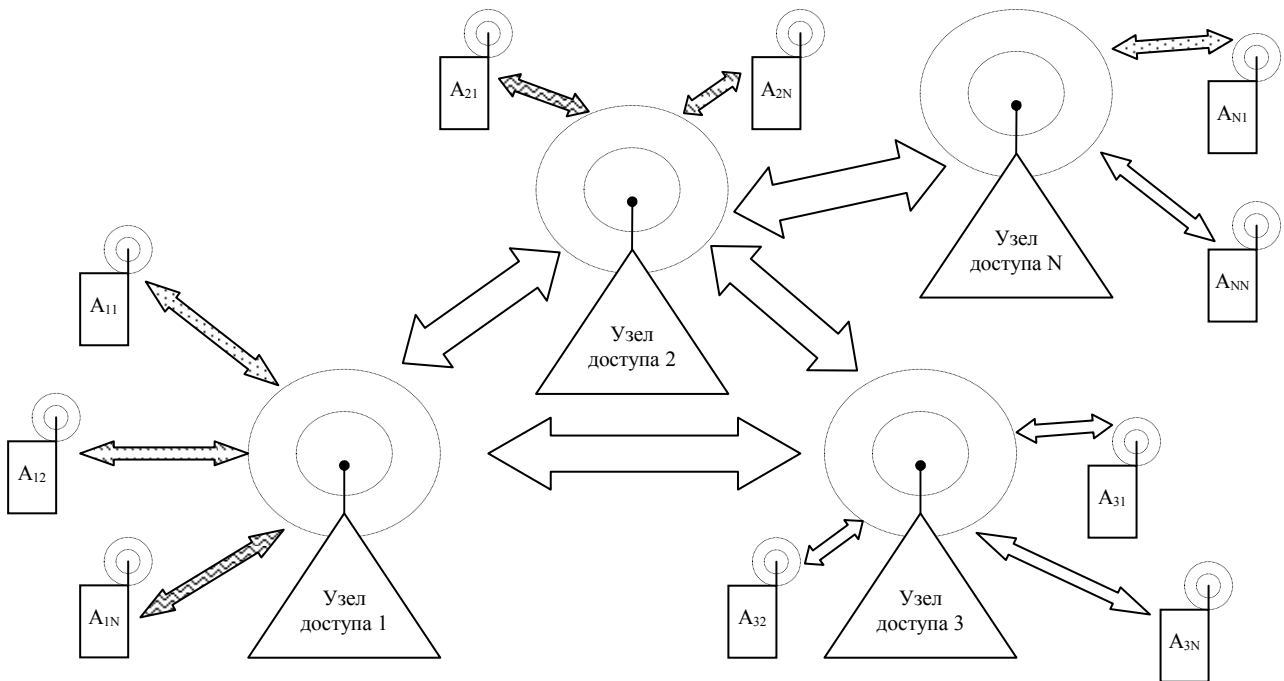 A21
A2N
AN1
Узел
доступа N
ANN
A11
Узел
доступа 2
A12
A31
A1N
Узел
доступа 1
A32
Узел
доступа 3
A3N